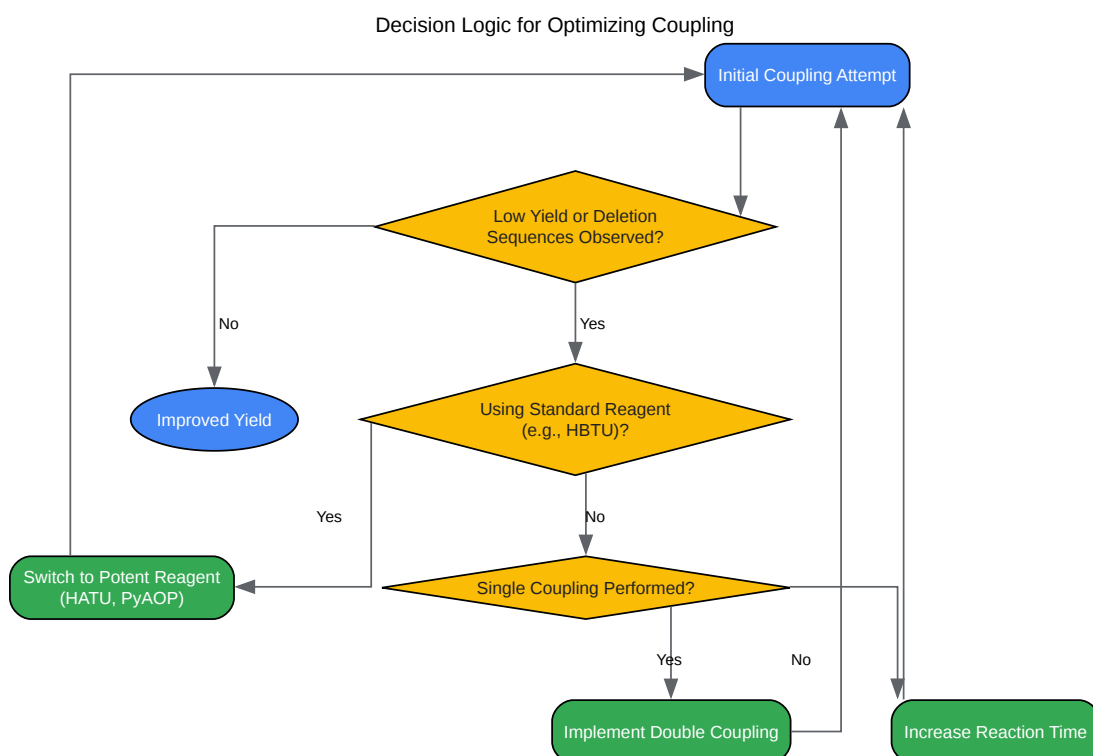 Decision Logic for Optimizing Coupling
Initial Coupling Attempt
Low Yield or Deletion
Sequences Observed?
No
Yes
Improved Yield
Using Standard Reagent
(e.g., HBTU)?
Yes
No
Switch to Potent Reagent
(HATU, PyAOP)
Single Coupling Performed?
Yes
No
Implement Double Coupling
Increase Reaction Time